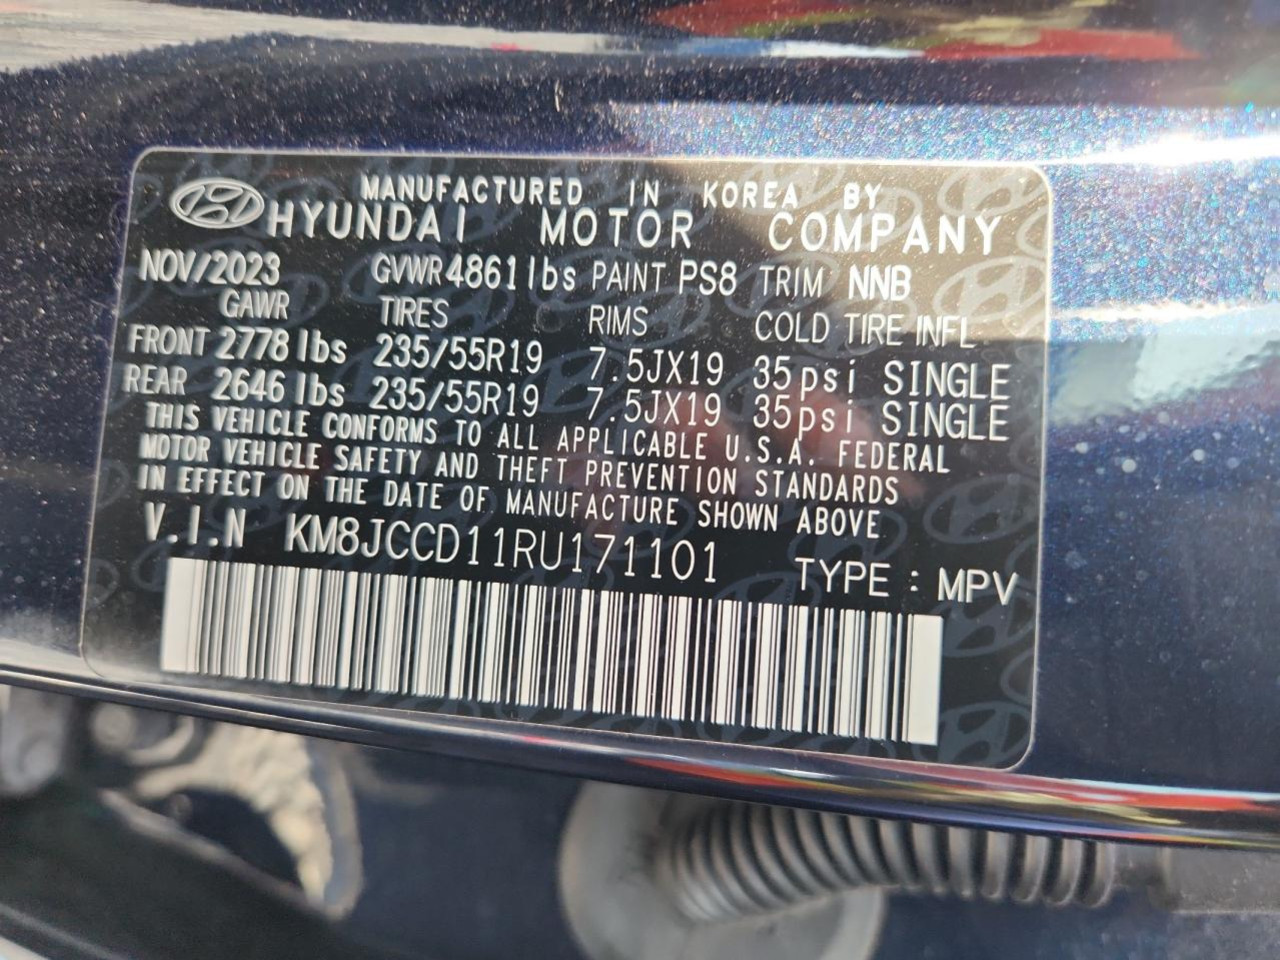 MANUFACTURED IN KOREA BY
HYUNDAI MOTOR COMPANY
NOV/2023 GVWR 4861 lbs PAINT PS8 TRIM NNB
GAWR TIRES RIMS COLD TIRE INFL
FRONT 2778 lbs 235/55R19 7.5JX19 35psi SINGLE
REAR 2646 lbs 235/55R19 7.5JX19 35psi SINGLE
THIS VEHICLE CONFORMS TO ALL APPLICABLE U.S.A. FEDERAL
MOTOR VEHICLE SAFETY AND THEFT PREVENTION STANDARDS
IN EFFECT ON THE DATE OF MANUFACTURE SHOWN ABOVE
V.I.N KM8JCCD11RU171101 TYPE : MPV